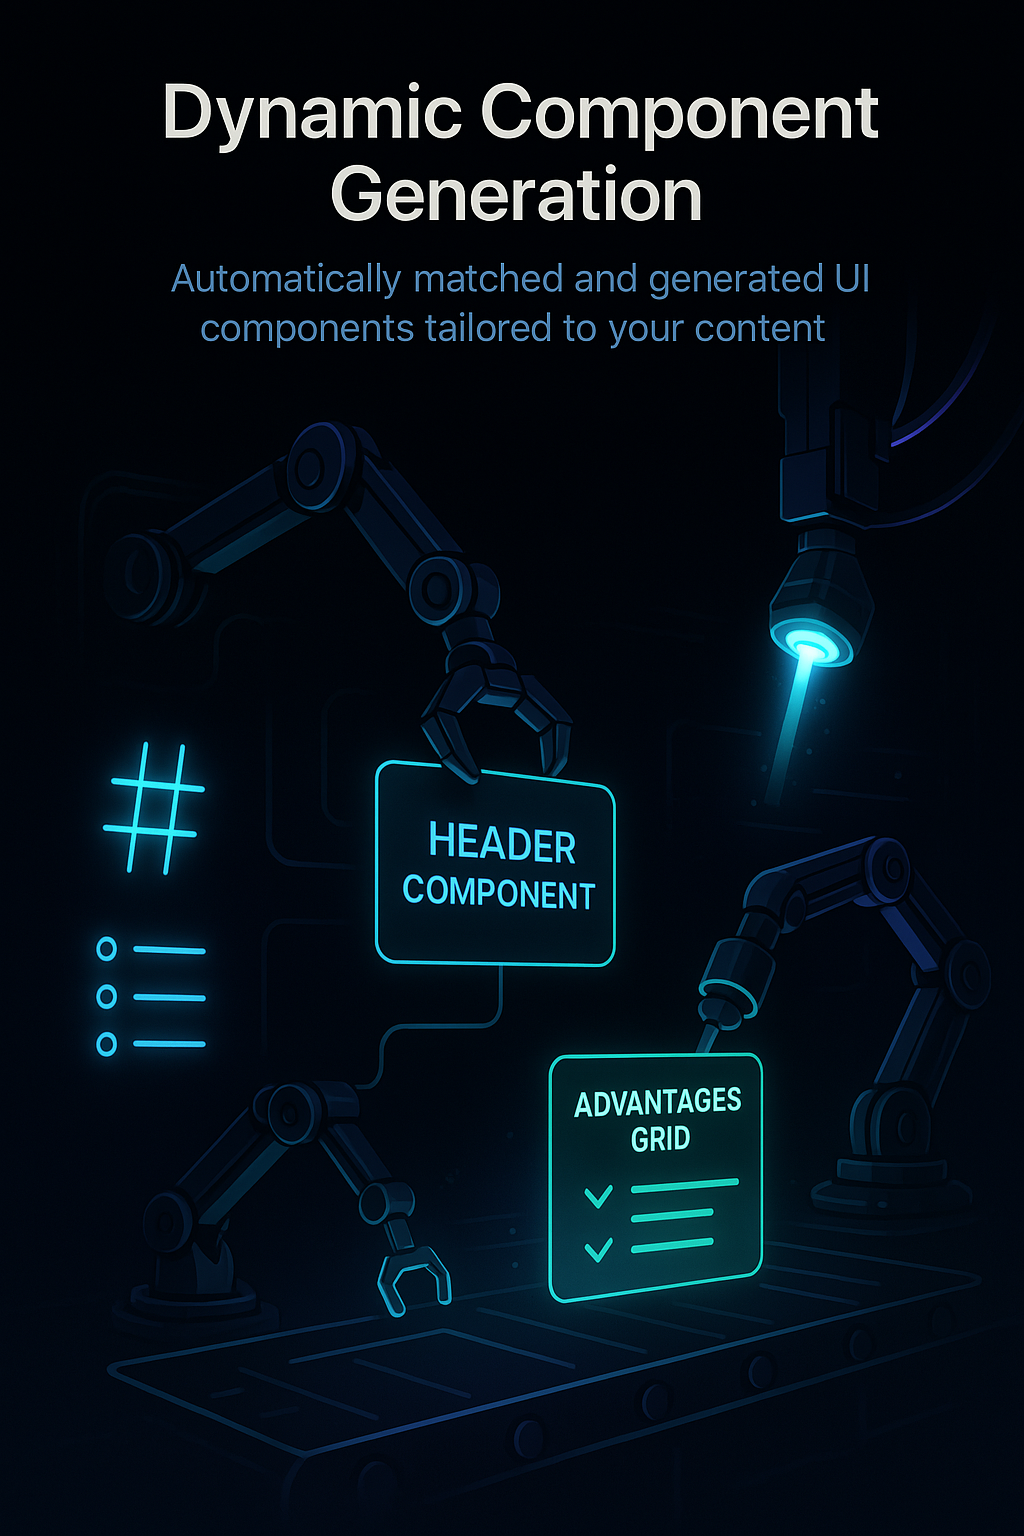 Dynamic Component
Generation
Automatically matched and generated UI
components tailored to your content
#
HEADER
COMPONENT
ADVANTAGES
GRID